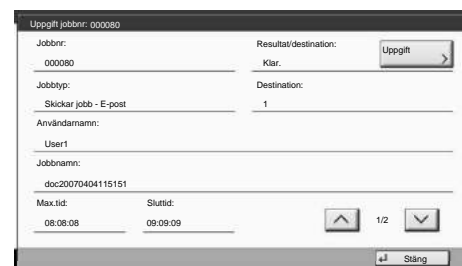 Uppgift jobbnr: 000080
Jobbnr: Resultat/destination:
000080 Klar. Uppgift
Jobbtyp: Destination:
Skickar jobb - E-post 1
Användarnamn:
User1
Jobbnamn:
doc20070404115151
Max.tid: Sluttid:
08:08:08 09:09:09 1/2
Stäng